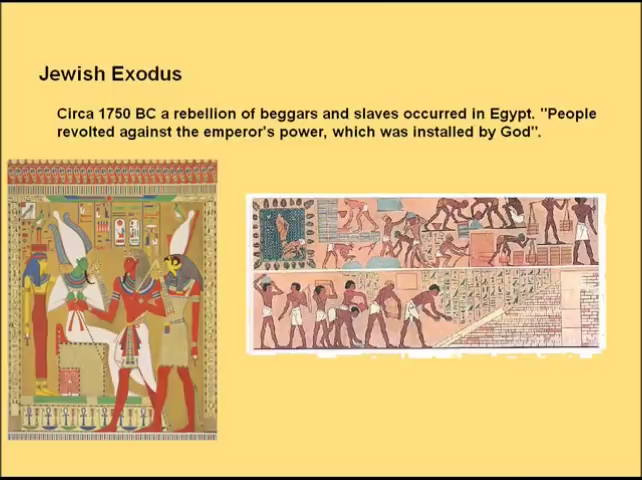 Jewish Exodus
Circa 1750 BC a rebellion of beggars and slaves occurred in Egypt. "People
revolted against the emperor's power, which was installed by God".